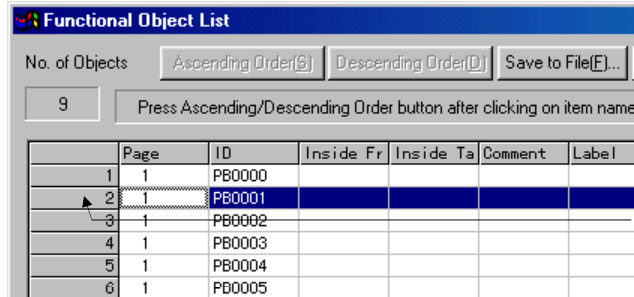 Functional Object List
No. of Objects Ascending Order(S) Descending Order(D) Save to File(F)...
9 Press Ascending/Descending Order button after clicking on item name
Page ID Inside Fr Inside Ta Comment Label
1 1 PB0000
2 1 PB0001
3 1 PB0002
4 1 PB0003
5 1 PB0004
6 1 PB0005